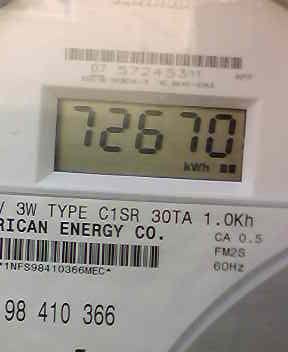 07 57245311
72670
kWh
V 3W TYPE C1SR 30TA 1.0Kh
RICAN ENERGY CO.
CA 0.5
FM2S
60Hz
*1NFS98410366MEC*
98 410 366